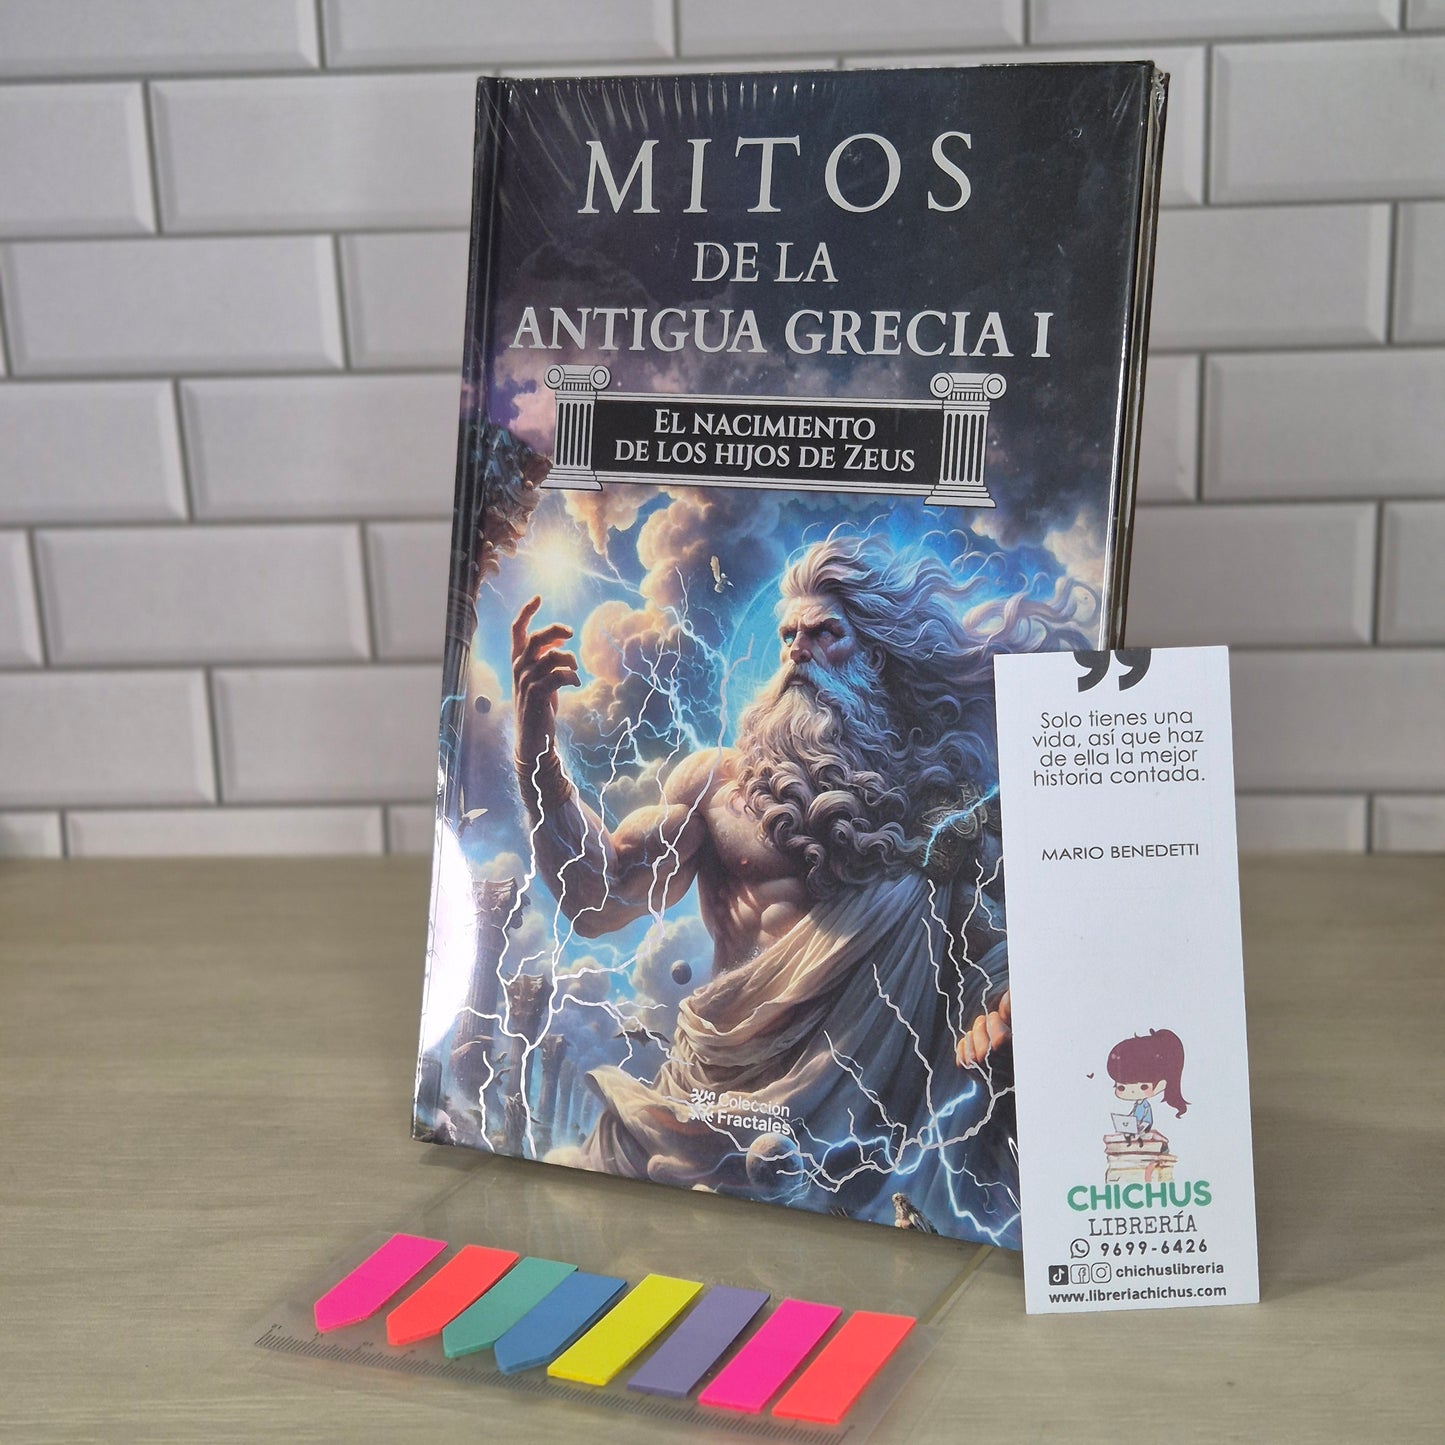 MITOS
DE LA
ANTIGUA GRECIA I
EL NACIMIENTO
DE LOS HIJOS DE ZEUS
Colección
Fractales
”
Solo tienes una
vida, así que haz
de ella la mejor
historia contada.
MARIO BENEDETTI
CHICHUS
LIBRERÍA
9699-6426
chichuslibreria
www.libreriachichus.com